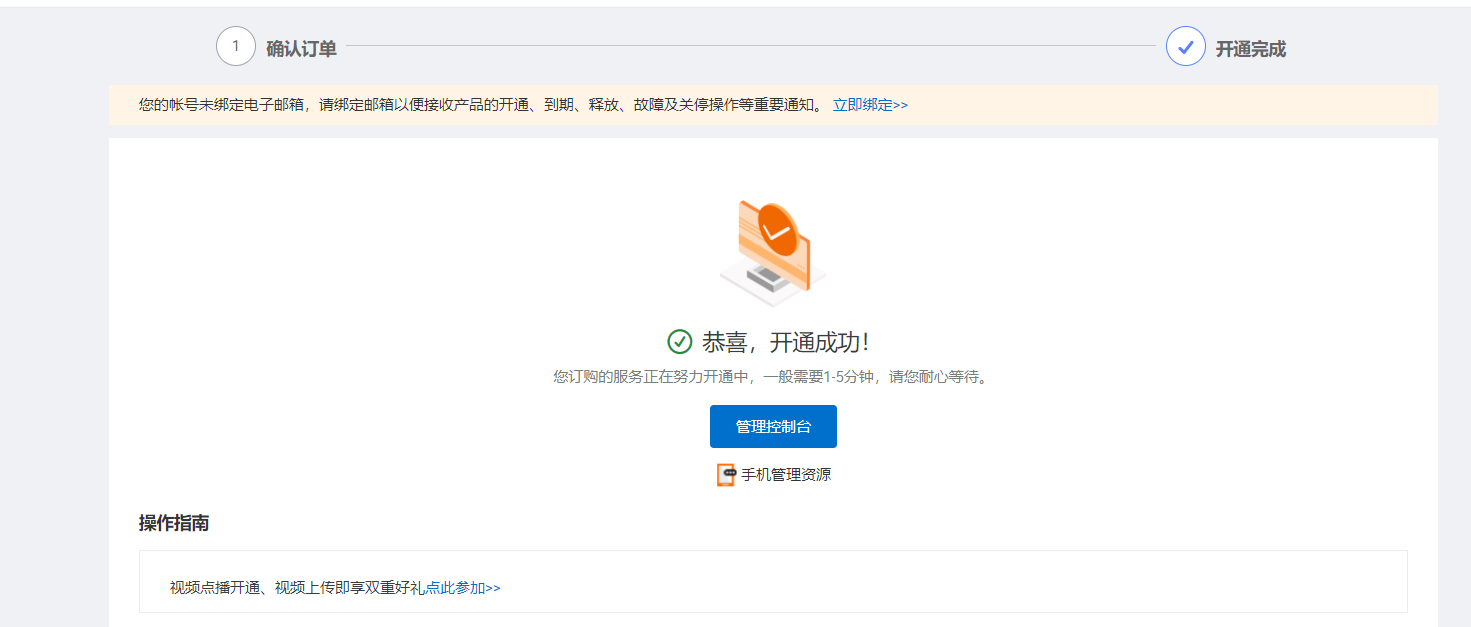 1 确认订单 开通完成
您的帐号未绑定电子邮箱，请绑定邮箱以便接收产品的开通、到期、释放、故障及关停操作等重要通知。 立即绑定>>
恭喜，开通成功！
您订购的服务正在努力开通中，一般需要1-5分钟，请您耐心等待。
管理控制台
手机管理资源
操作指南
视频点播开通、视频上传即享双重好礼点此参加>>